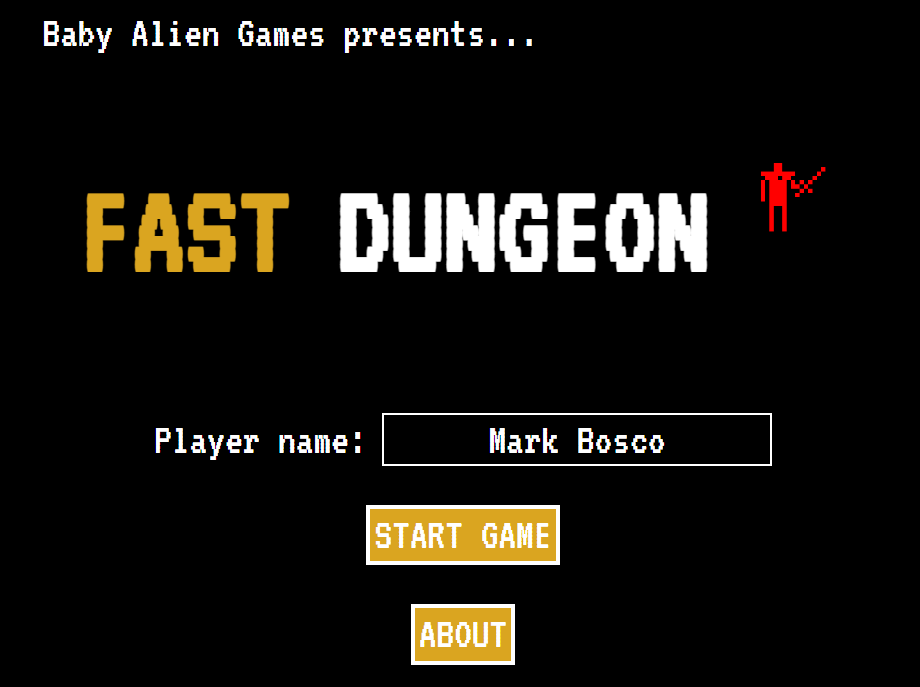 Baby Alien Games presents...
FAST DUNGEON
Player name: Mark Bosco
START GAME
ABOUT